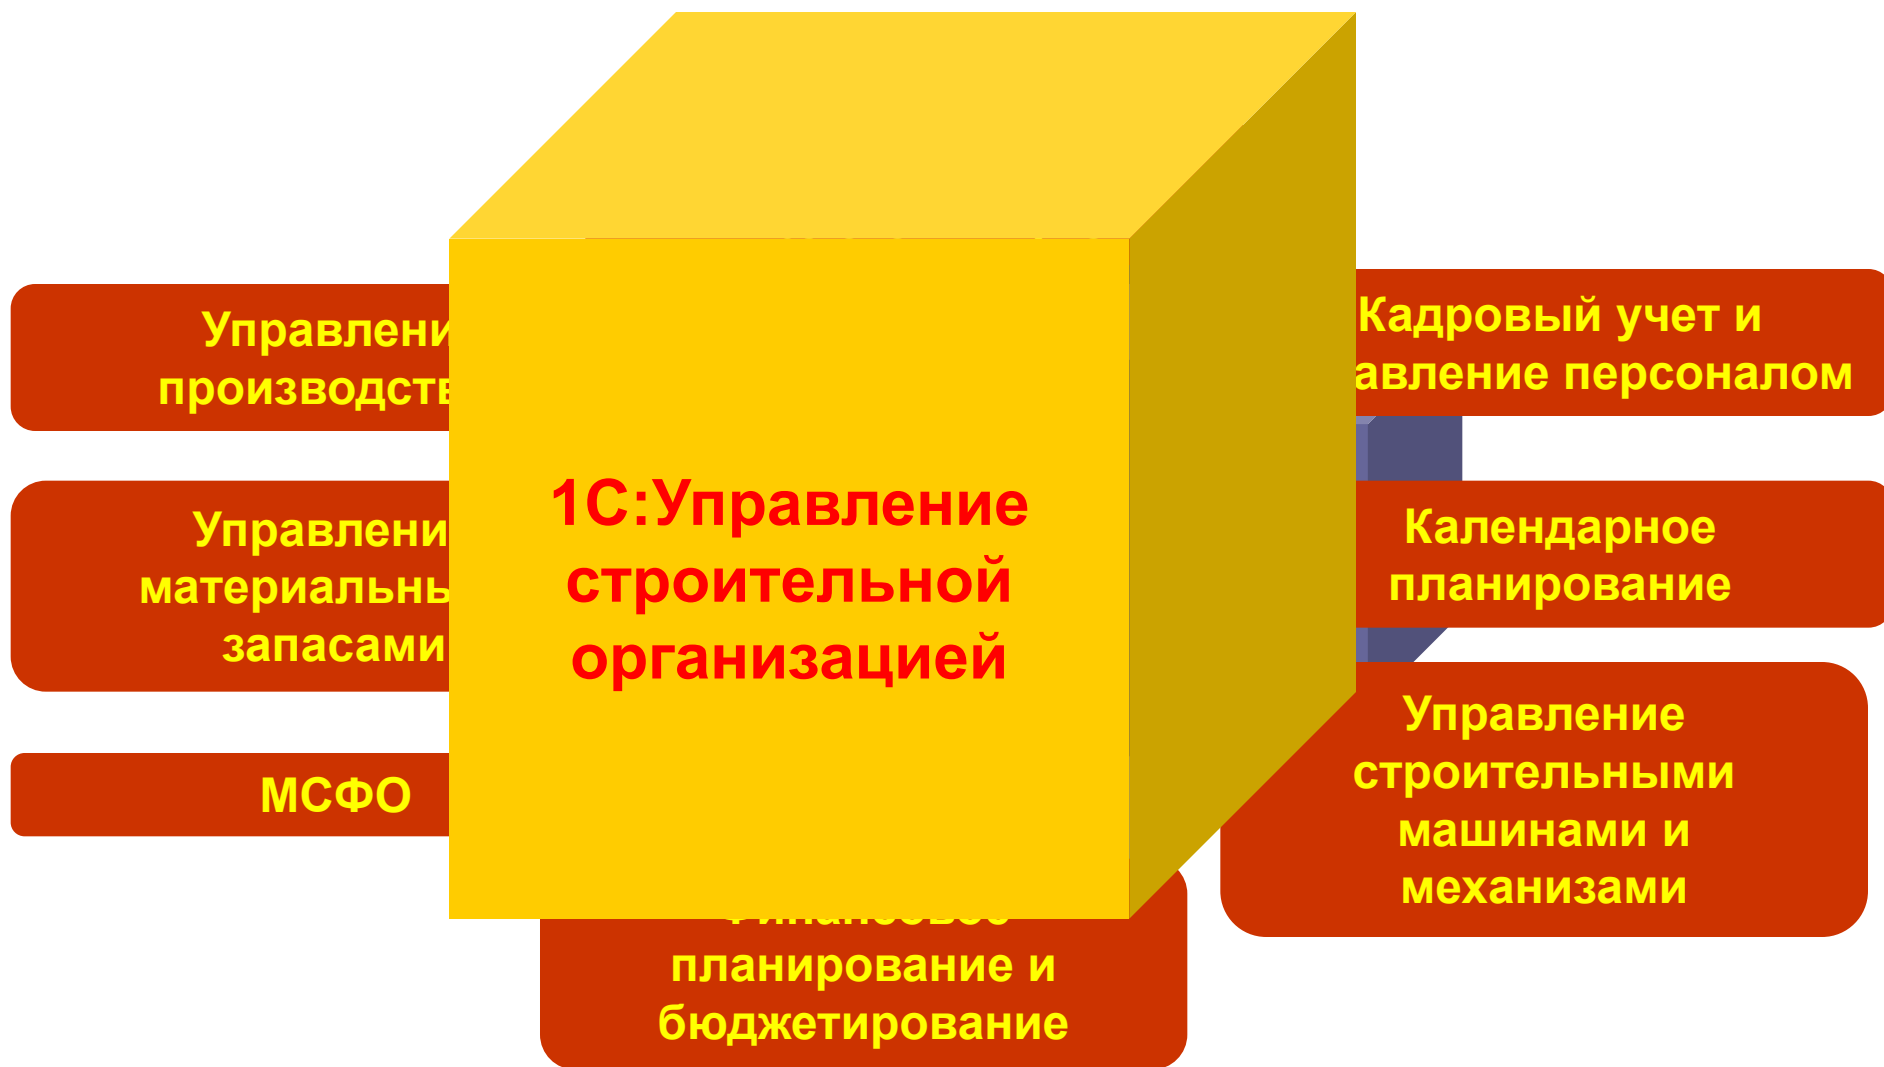 Управлени
производств
Управлени
материальны
запасами
МСФО
1С:Управление
строительной
организацией
Кадровый учет и
авление персоналом
Календарное
планирование
Управление
строительными
машинами и
механизами
Финансовое
планирование и
бюджетирование